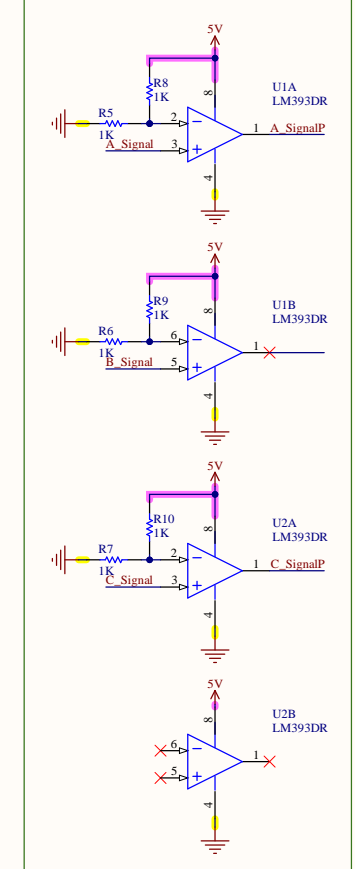 5V
R8
1K
8
U1A
LM393DR
R5
1K
2
1
A_SignalP
A_Signal
3
4
5V
R9
1K
8
U1B
LM393DR
R6
1K
6
1
B_Signal
5
4
5V
R10
1K
8
U2A
LM393DR
R7
1K
2
1
C_SignalP
C_Signal
3
4
5V
8
U2B
LM393DR
6
1
5
4